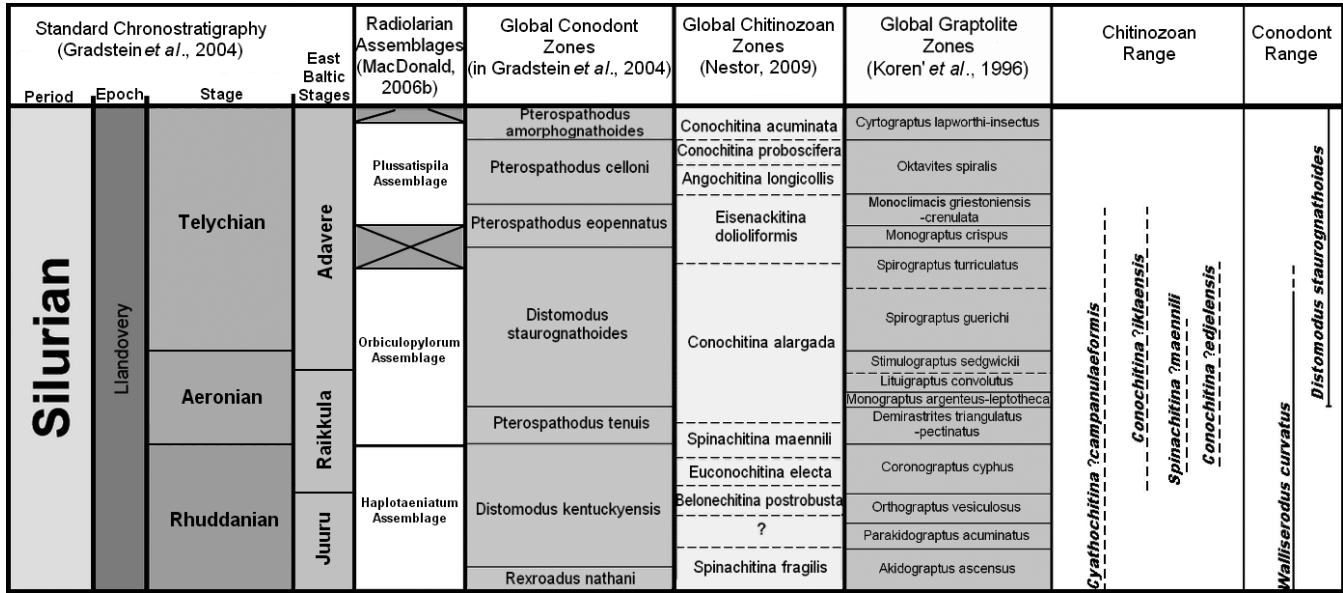 Standard Chronostratigraphy
(Gradstein et al., 2004)
Period
Epoch
Stage
East
Baltic
Stages
Radiolarian
Assemblages
(MacDonald,
2006b)
Global Conodont
Zones
(in Gradstein et al., 2004)
Global Chitinozoan
Zones
(Nestor, 2009)
Global Graptolite
Zones
(Koren' et al., 1996)
Chitinozoan
Range
Conodont
Range
Silurian
Llandovery
Telychian
Aeronian
Rhuddanian
Adavere
Raikkula
Juuru
Plussatispila
Assemblage
Orbiculopylorum
Assemblage
Haplotaeniatum
Assemblage
Pterospathodus
amorphognathoides
Pterospathodus celloni
Pterospathodus eopennatus
Distomodus
staurognathoides
Pterospathodus tenuis
Distomodus kentuckyensis
Rexroadus nathani
Conochitina acuminata
Conochitina proboscifera
Angochitina longicollis
Eisenackitina
dolioliformis
Conochitina alargada
Spinachitina maennili
Euconochitina electa
Belonechitina postrobusta
?
Spinachitina fragilis
Cyrtograptus lapworthi-insectus
Oktavites spiralis
Monoclimacis griestoniensis
-crenulata
Monograptus crispus
Spirograptus turriculatus
Spirograptus guerichi
Stimulograptus sedgwickii
Lituigraptus convolutus
Monograptus argenteus-leptotheca
Demirastrites triangulatus
-pectinatus
Coronograptus cyphus
Orthograptus vesiculosus
Parakidograptus acuminatus
Akidograptus ascensus
Cyathochitina ?campanulaeformis
Conochitina ?iklaensis
Spinachitina ?maennili
Conochitina ?edjelensis
Walliserodus curvatus
Distomodus staurognathoides